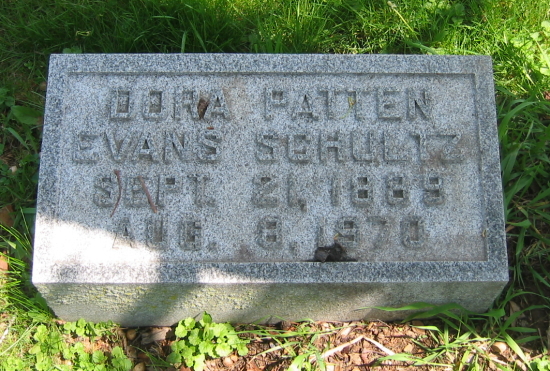 DORA PATTEN
EVANS SCHULTZ
SEPT. 21, 1889
AUG. 8, 1970